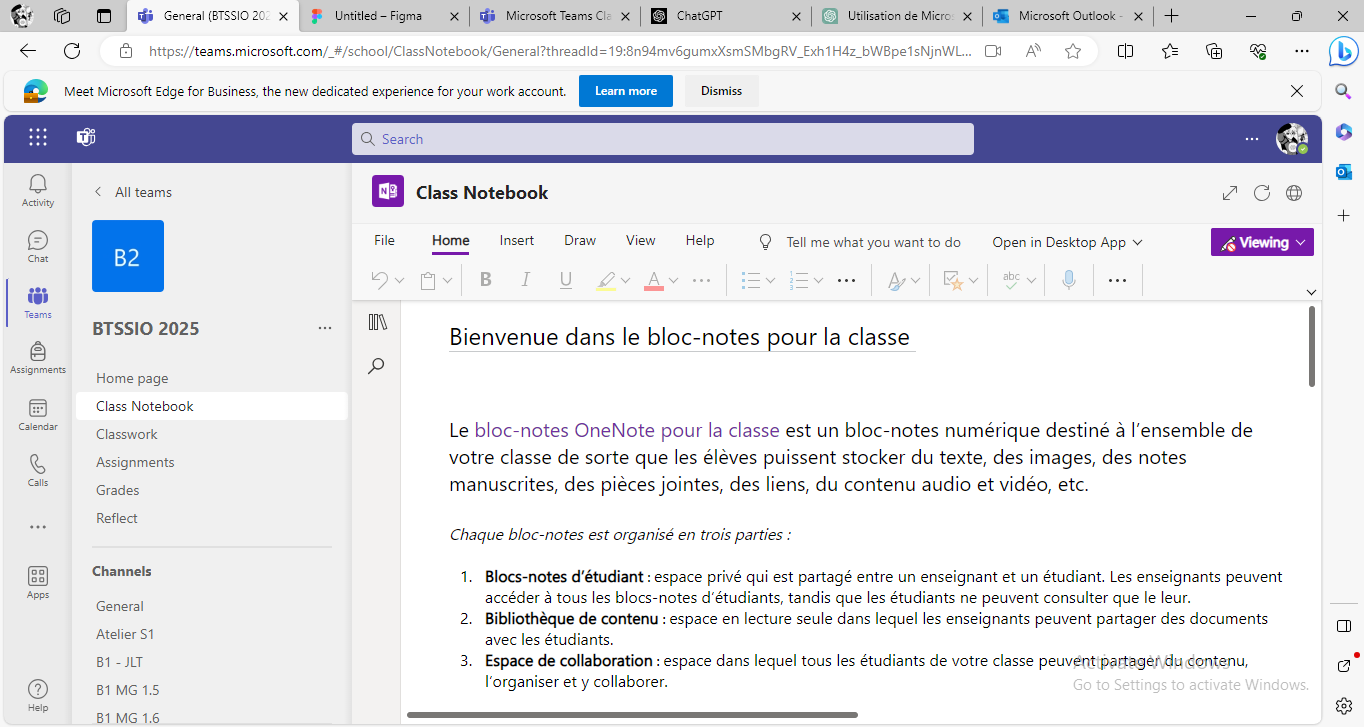 General (BTSSIO 202
Untitled – Figma
Microsoft Teams Cla
ChatGPT
Utilisation de Micros
Microsoft Outlook -
https://teams.microsoft.com/_#/school/ClassNotebook/General?threadId=19:8n94mv6gumxXsmSMbgRV_Exh1H4z_bWBpe1sNjnWL...
Meet Microsoft Edge for Business, the new dedicated experience for your work account.
Learn more
Dismiss
Search
Activity
Chat
Teams
Assignments
Calendar
Calls
Apps
Help
All teams
B2
BTSSIO 2025
Home page
Class Notebook
Classwork
Assignments
Grades
Reflect
Channels
General
Atelier S1
B1 - JLT
B1 MG 1.5
B1 MG 1.6
Class Notebook
File Home Insert Draw View Help Tell me what you want to do Open in Desktop App Viewing
B I U A abc
Bienvenue dans le bloc-notes pour la classe
Le bloc-notes OneNote pour la classe est un bloc-notes numérique destiné à l'ensemble de
votre classe de sorte que les élèves puissent stocker du texte, des images, des notes
manuscrites, des pièces jointes, des liens, du contenu audio et vidéo, etc.
Chaque bloc-notes est organisé en trois parties :
1. Blocs-notes d'étudiant : espace privé qui est partagé entre un enseignant et un étudiant. Les enseignants peuvent
accéder à tous les blocs-notes d'étudiants, tandis que les étudiants ne peuvent consulter que le leur.
2. Bibliothèque de contenu : espace en lecture seule dans lequel les enseignants peuvent partager des documents
avec les étudiants.
3. Espace de collaboration : espace dans lequel tous les étudiants de votre classe peuvent partager du contenu,
l'organiser et y collaborer.
Activate Windows
Go to Settings to activate Windows.